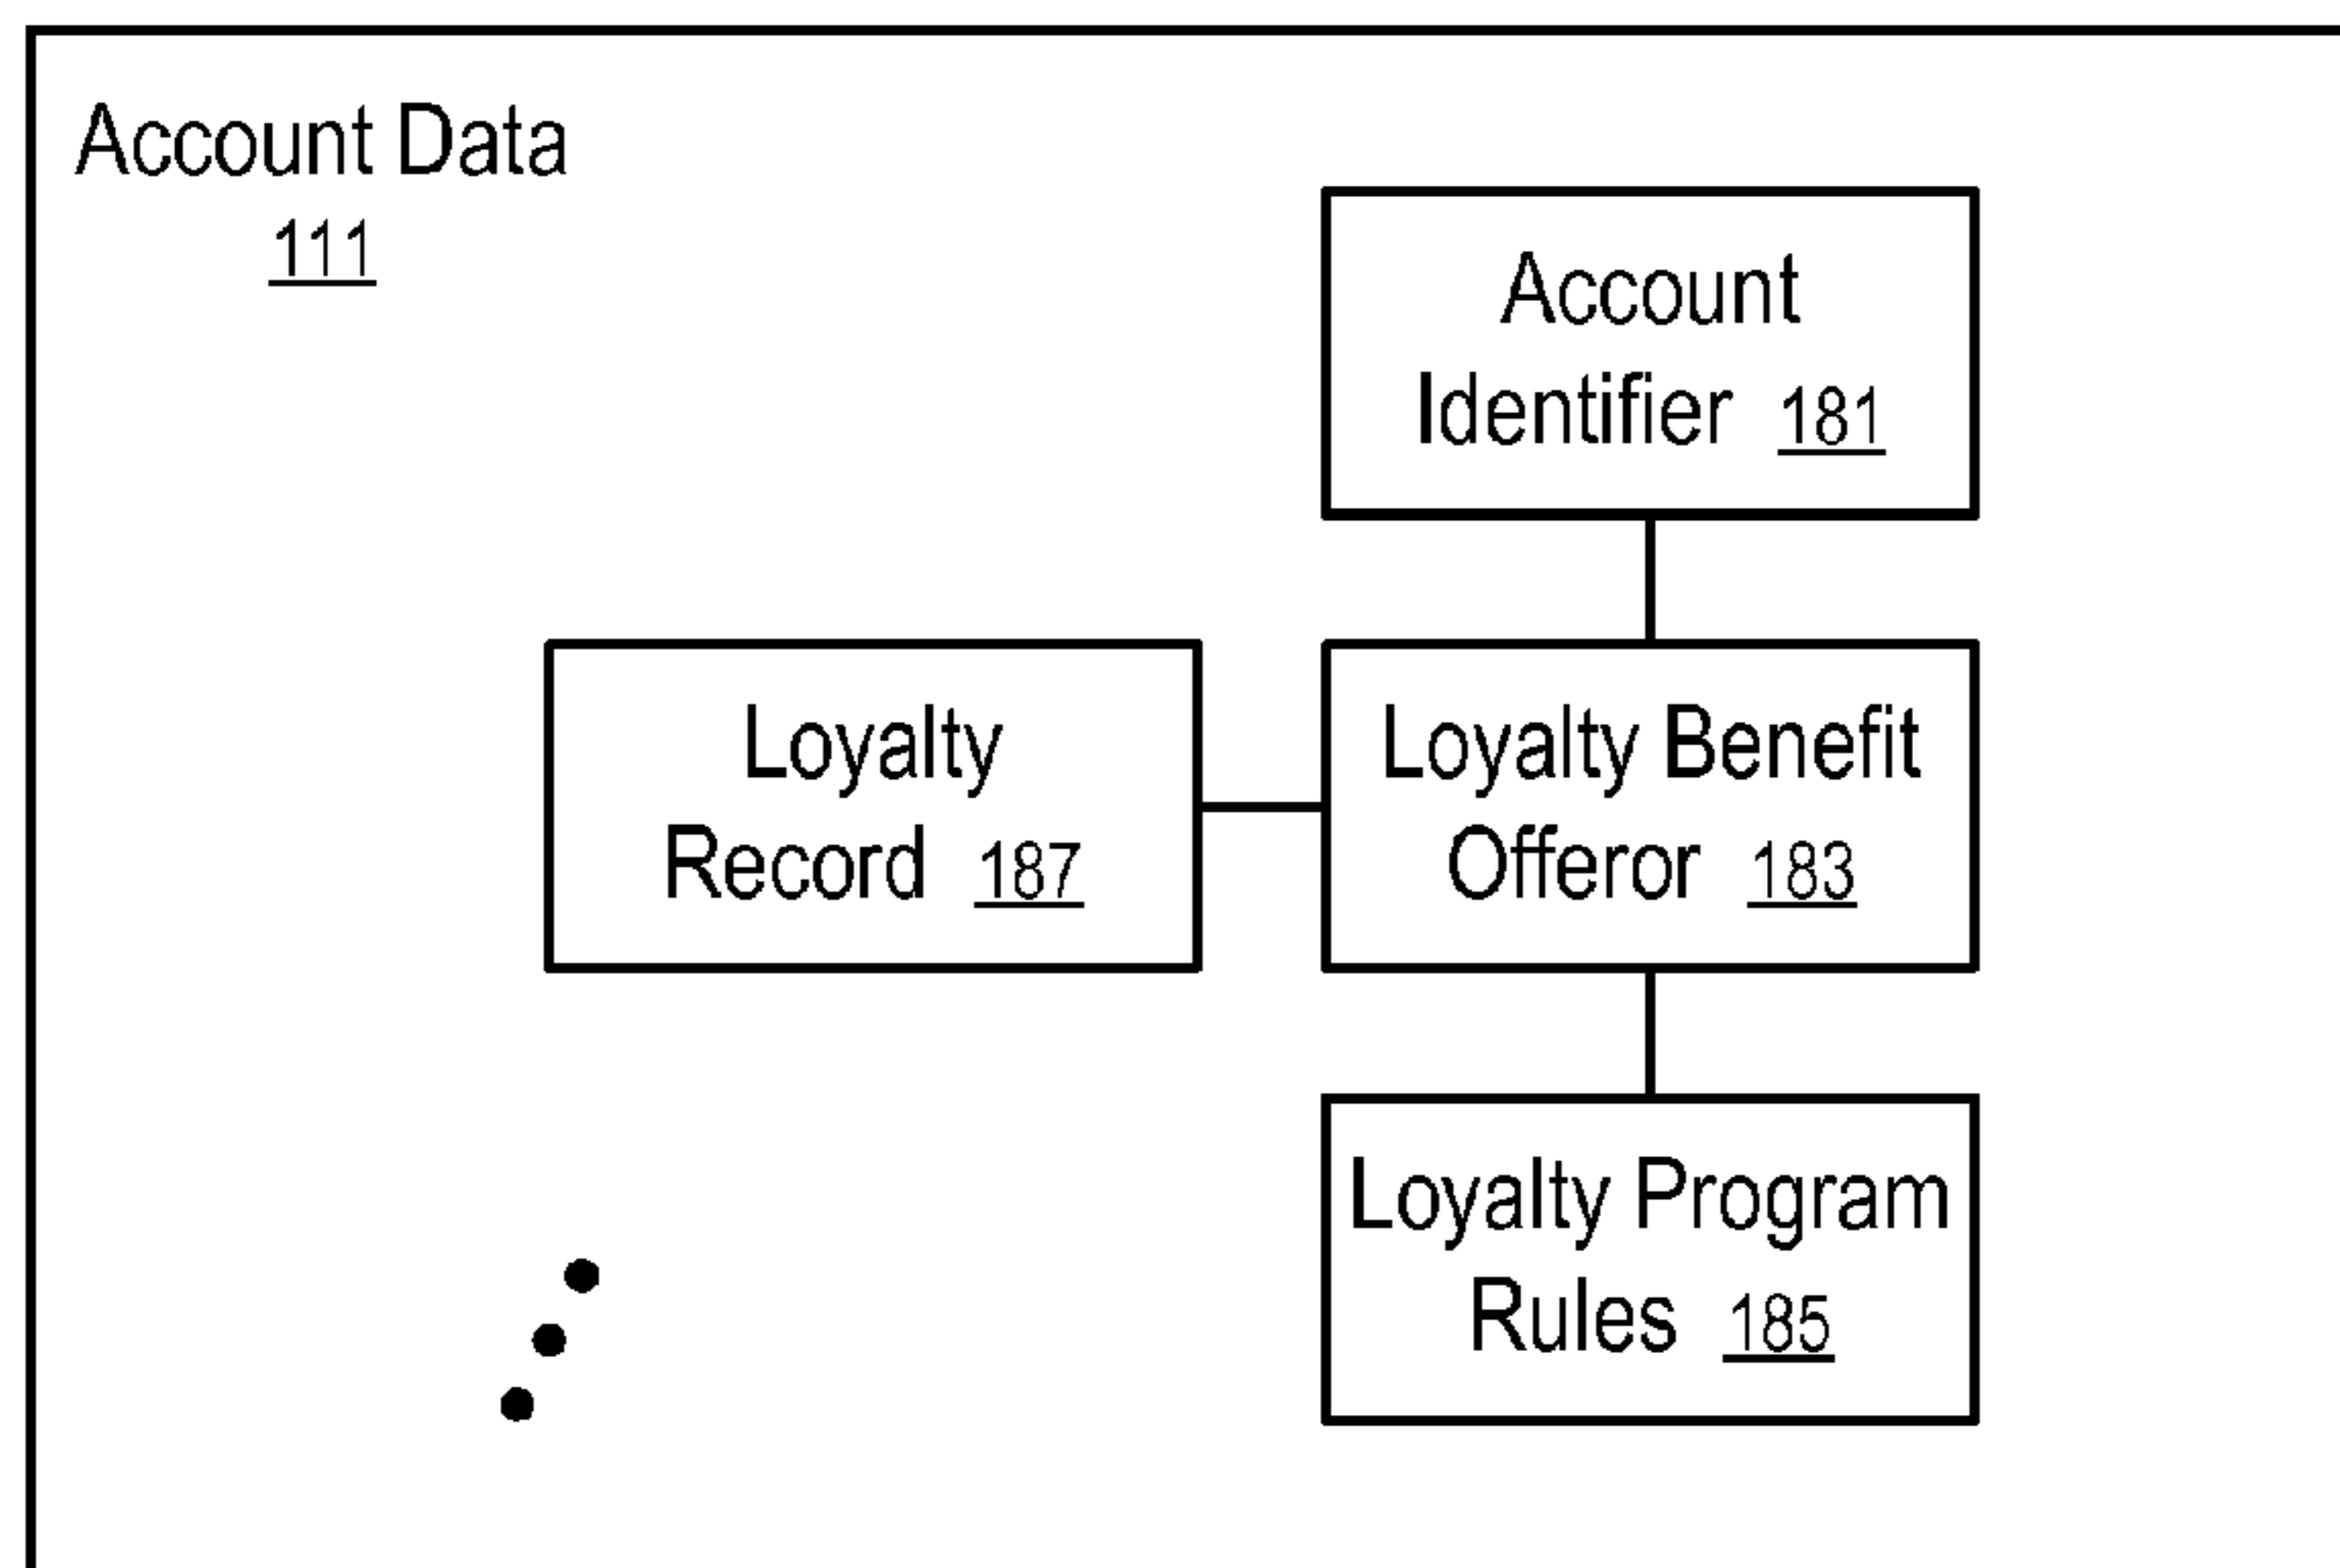 Account Data
111
Account
Identifier 181
Loyalty
Record 187
Loyalty Benefit
Offeror 183
Loyalty Program
Rules 185